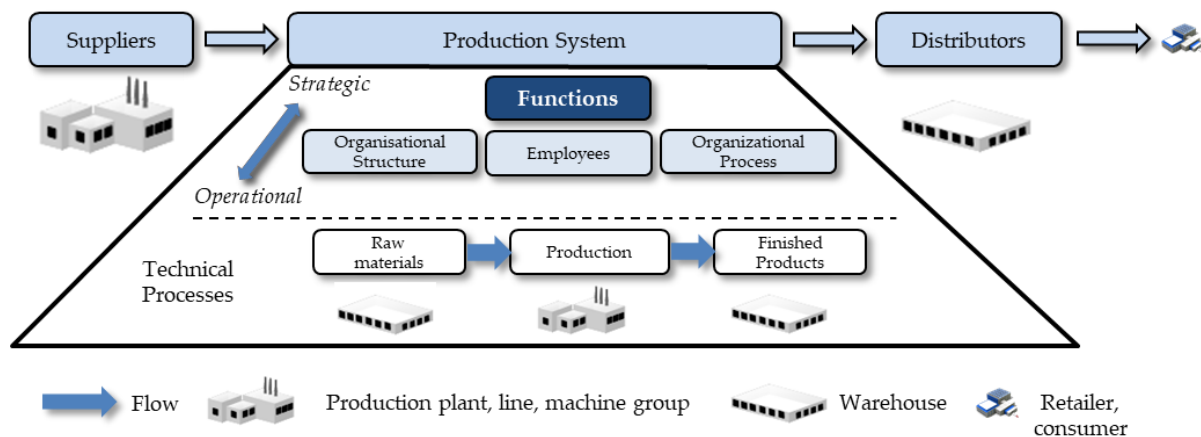 Suppliers
Production System
Distributors
Strategic
Functions
Organisational
Structure
Employees
Organizational
Process
Operational
Raw
materials
Production
Finished
Products
Technical
Processes
Flow
Production plant, line, machine group
Warehouse
Retailer,
consumer